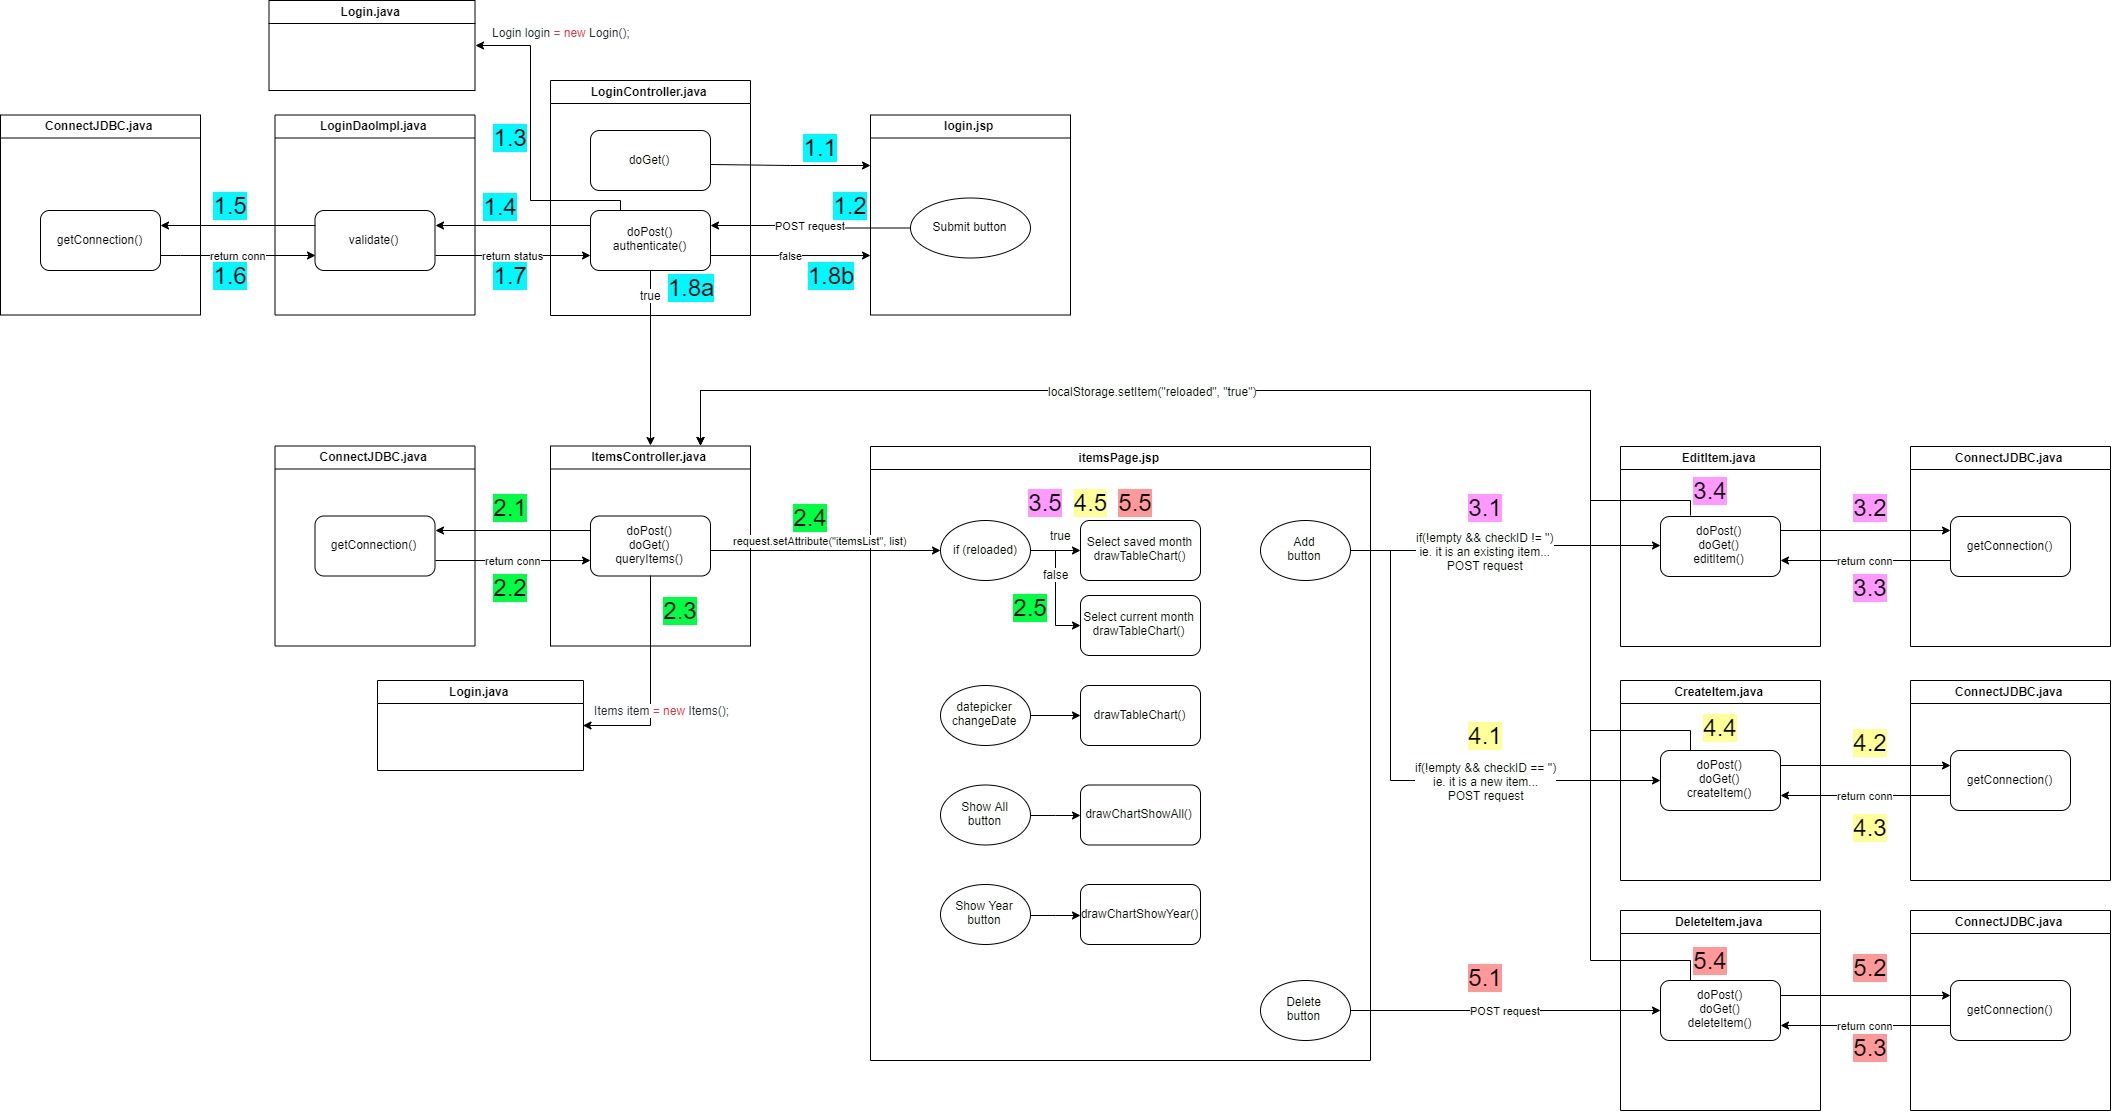 Login.java
Login login = new Login();
LoginController.java
ConnectJDBC.java
LoginDaoImpl.java
login.jsp
1.3
1.1
doGet()
1.5
1.4
1.2
getConnection()
validate()
doPost()
authenticate()
POST request
Submit button
return conn
return status
false
1.6
1.7
1.8a
1.8b
true
localStorage.setItem("reloaded", "true")
ConnectJDBC.java
ItemsController.java
itemsPage.jsp
EditItem.java
ConnectJDBC.java
2.1
2.4
3.5
4.5
5.5
3.1
3.4
3.2
getConnection()
doPost()
doGet()
queryItems()
request.setAttribute("itemsList", list)
if (reloaded)
true
false
Select saved month
drawTableChart()
Add
button
if(!empty && checkID != '')
ie. it is an existing item...
POST request
doPost()
doGet()
editItem()
getConnection()
return conn
return conn
2.2
2.3
2.5
3.3
Select current month
drawTableChart()
Login.java
Items item = new Items();
datepicker
changeDate
drawTableChart()
CreateItem.java
ConnectJDBC.java
4.1
4.4
4.2
if(!empty && checkID == '')
ie. it is a new item...
POST request
doPost()
doGet()
createItem()
getConnection()
return conn
4.3
Show All
button
drawChartShowAll()
Show Year
button
drawChartShowYear()
DeleteItem.java
ConnectJDBC.java
5.1
5.4
5.2
Delete
button
POST request
doPost()
doGet()
deleteItem()
getConnection()
return conn
5.3